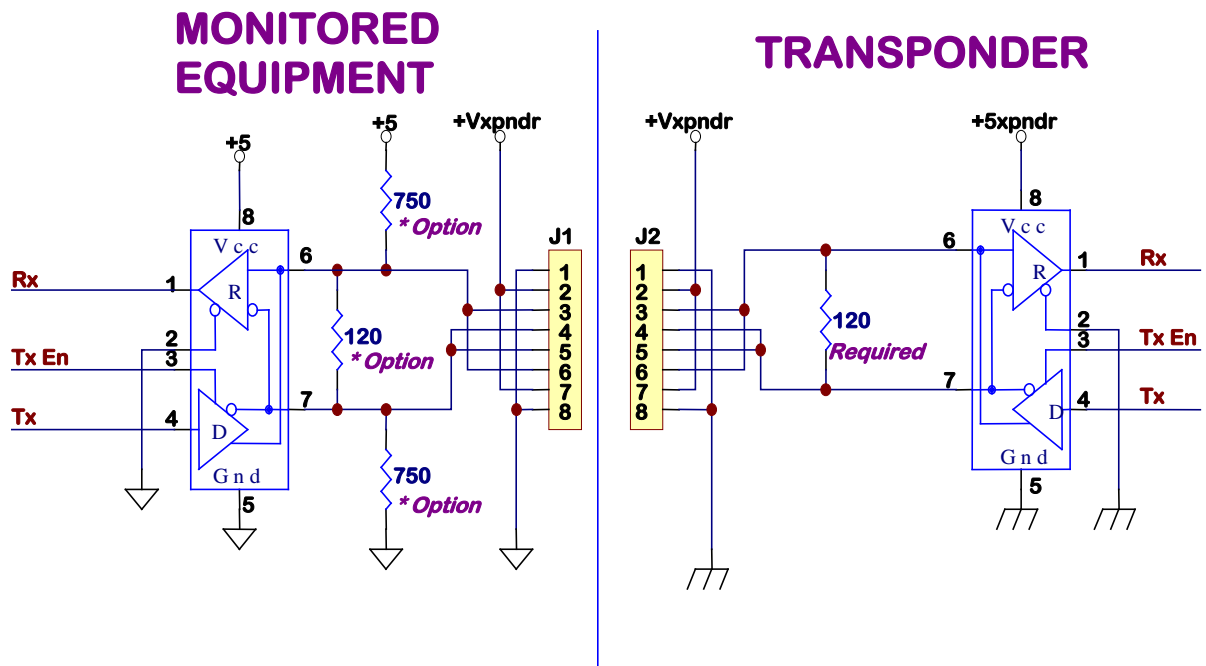 MONITORED
EQUIPMENT
TRANSPONDER
+5
+5
+Vxpndr
+Vxpndr
+5xpndr
8
Vcc
6
750
* Option
J1
J2
Rx
1
R
2
3
Tx En
120
* Option
7
Tx
4
D
Gnd
5
750
* Option
1
2
3
4
5
6
7
8
1
2
3
4
5
6
7
8
120
Required
8
Vcc
6
R
1
Rx
2
3
Tx En
7
D
4
Tx
Gnd
5